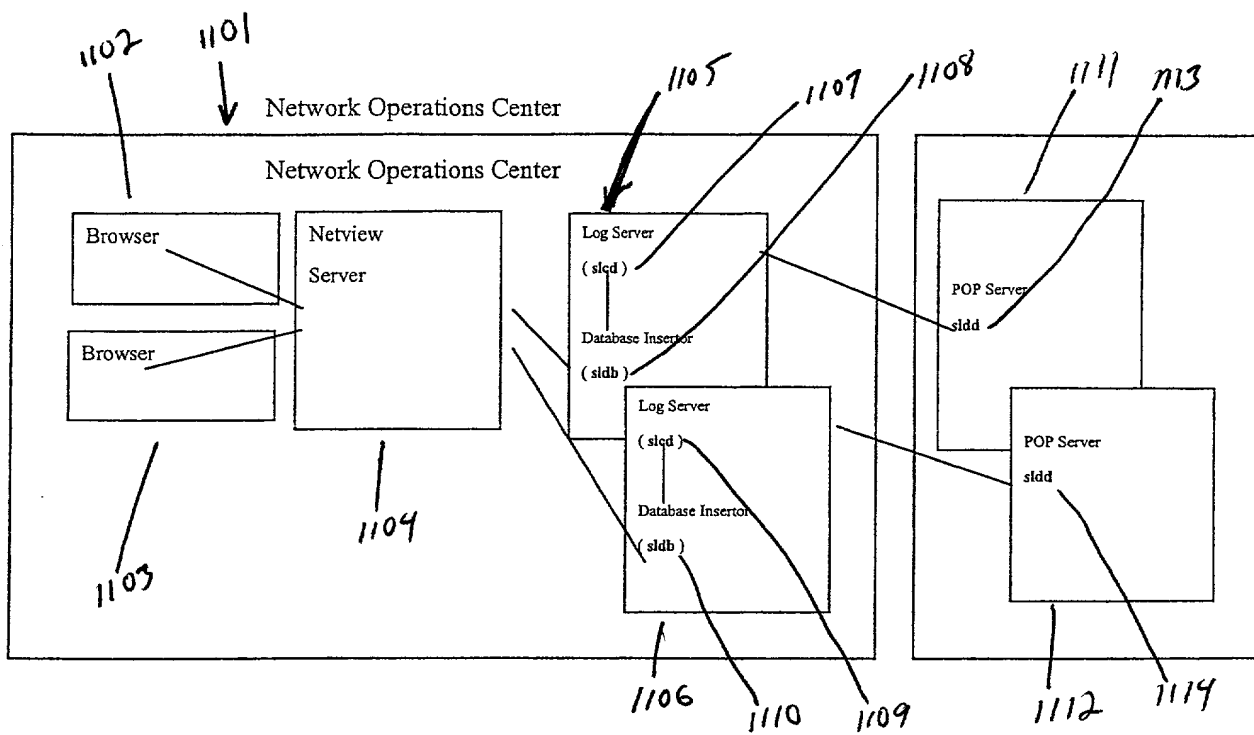 1102
1101
1105
1107
1108
1111
1113
Network Operations Center
Network Operations Center
Browser
Browser
Netview
Server
Log Server
( slcd )
Database Insertor
( sldb )
Log Server
( slcd )
Database Insertor
( sldb )
POP Server
sldd
POP Server
sldd
1103
1104
1106
1110
1109
1112
1114